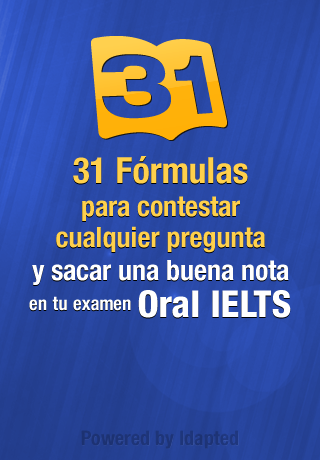 31
31 Fórmulas
para contestar
cualquier pregunta
y sacar una buena nota
en tu examen Oral IELTS
Powered by Idapted